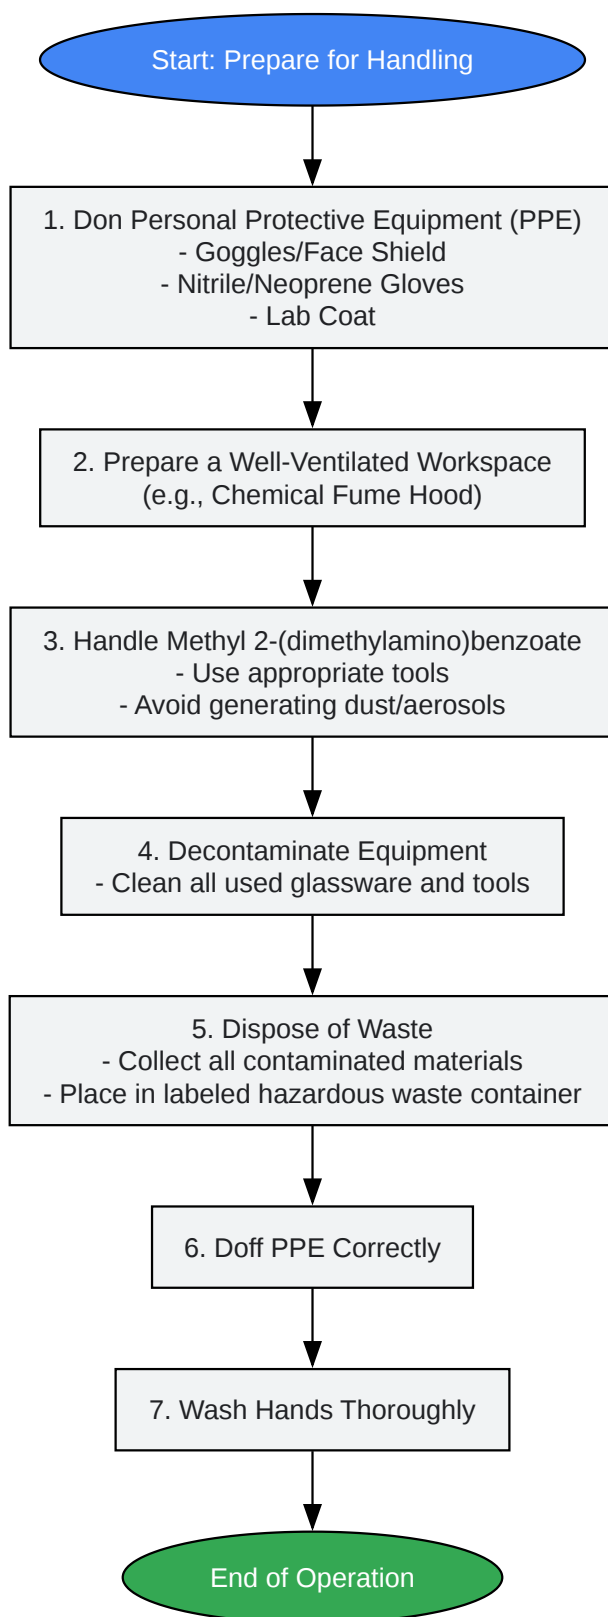 Start: Prepare for Handling
1. Don Personal Protective Equipment (PPE)
- Goggles/Face Shield
- Nitrile/Neoprene Gloves
- Lab Coat
2. Prepare a Well-Ventilated Workspace
(e.g., Chemical Fume Hood)
3. Handle Methyl 2-(dimethylamino)benzoate
- Use appropriate tools
- Avoid generating dust/aerosols
4. Decontaminate Equipment
- Clean all used glassware and tools
5. Dispose of Waste
- Collect all contaminated materials
- Place in labeled hazardous waste container
6. Doff PPE Correctly
7. Wash Hands Thoroughly
End of Operation